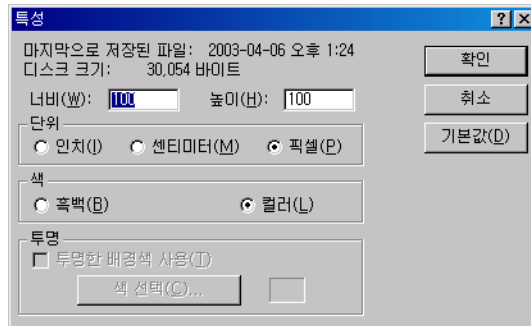 특성
마지막으로 저장된 파일: 2003-04-06 오후 1:24
디스크 크기: 30,054 바이트
너비(W): 100 높이(H): 100
확인
취소
기본값(D)
단위
인치(I) 센티미터(M) 픽셀(P)
색
흑백(B) 컬러(L)
투명
투명한 배경색 사용(T)
색 선택(C)...